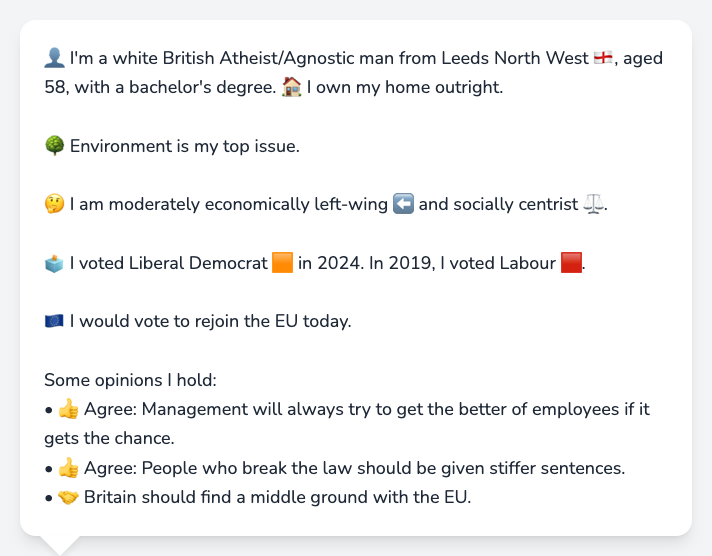 👤 I'm a white British Atheist/Agnostic man from Leeds North West 🏴󠁧󠁢󠁥󠁮󠁧󠁿, aged
58, with a bachelor's degree. 🏠 I own my home outright.
🌳 Environment is my top issue.
🤔 I am moderately economically left-wing ⬅️ and socially centrist ⚖️.
🗳️ I voted Liberal Democrat 🟧 in 2024. In 2019, I voted Labour 🟥.
🇪🇺 I would vote to rejoin the EU today.
Some opinions I hold:
• 👍 Agree: Management will always try to get the better of employees if it
gets the chance.
• 👍 Agree: People who break the law should be given stiffer sentences.
• 🤝 Britain should find a middle ground with the EU.